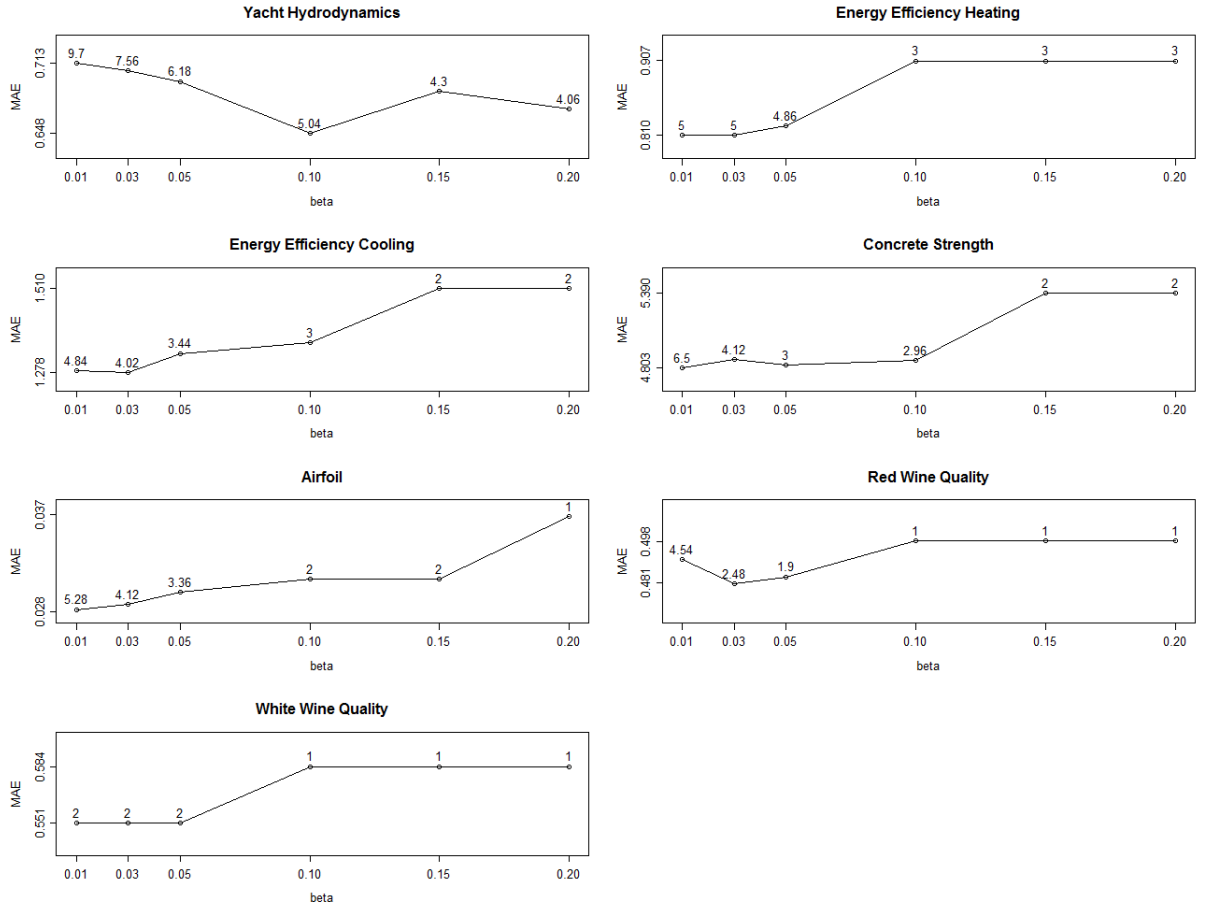 Yacht Hydrodynamics
MAE
0.713
0.648
9.7 7.56 6.18 5.04 4.3 4.06
0.01 0.03 0.05 0.10 0.15 0.20
beta
Energy Efficiency Heating
MAE
0.907
0.810
5 5 4.86 3 3 3
0.01 0.03 0.05 0.10 0.15 0.20
beta
Energy Efficiency Cooling
MAE
1.510
1.278
4.84 4.02 3.44 3 2 2
0.01 0.03 0.05 0.10 0.15 0.20
beta
Concrete Strength
MAE
5.390
4.803
6.5 4.12 3 2.96 2 2
0.01 0.03 0.05 0.10 0.15 0.20
beta
Airfoil
MAE
0.037
0.028
5.28 4.12 3.36 2 2 1
0.01 0.03 0.05 0.10 0.15 0.20
beta
Red Wine Quality
MAE
0.498
0.481
4.54 2.48 1.9 1 1 1
0.01 0.03 0.05 0.10 0.15 0.20
beta
White Wine Quality
MAE
0.584
0.551
2 2 2 1 1 1
0.01 0.03 0.05 0.10 0.15 0.20
beta